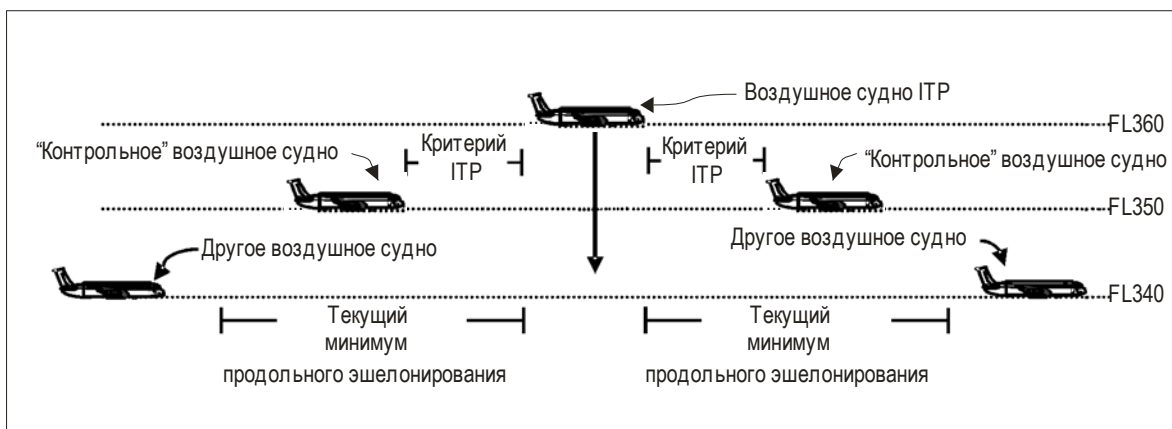 Воздушное судно ITP
FL360
“Контрольное” воздушное судно
Критерий
ITP
Критерий
ITP
“Контрольное” воздушное судно
FL350
Другое воздушное судно
Другое воздушное судно
FL340
Текущий
минимум
продольного эшелонирования
Текущий
минимум
продольного эшелонирования